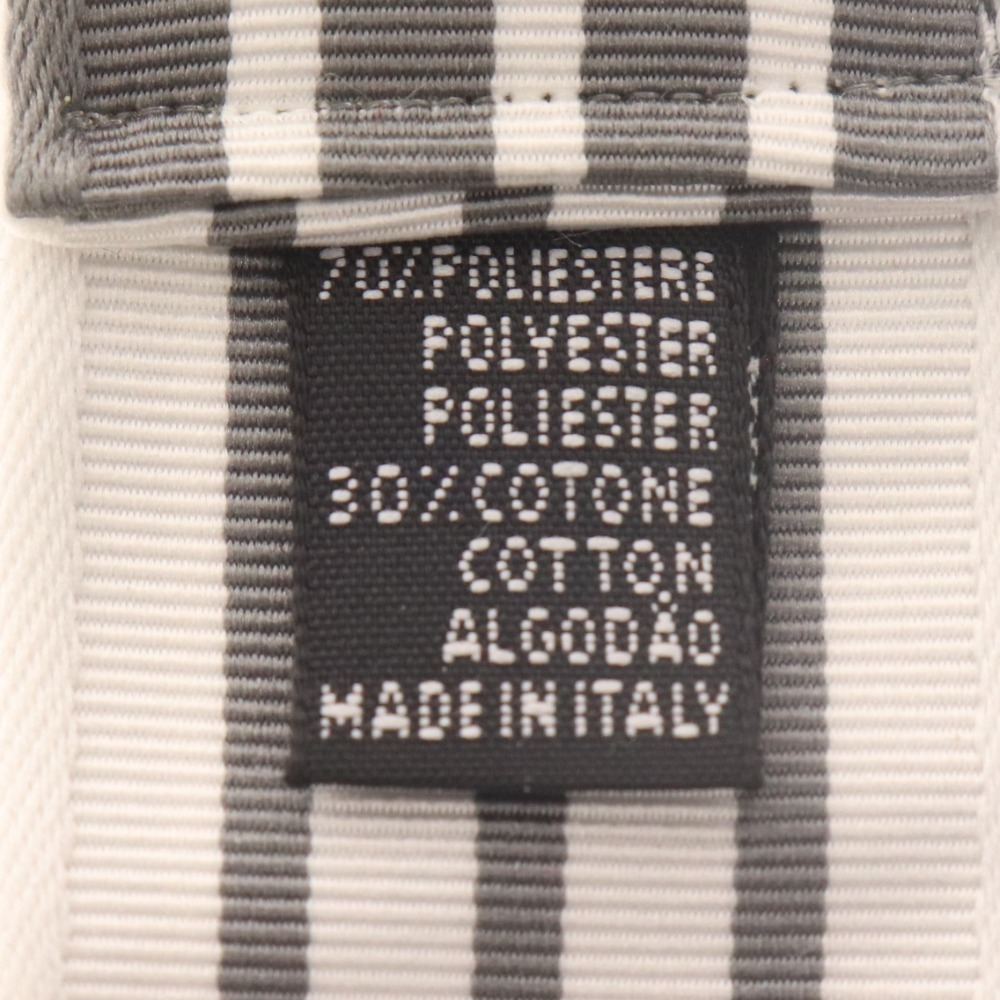 70% POLIESTERE
POLYESTER
POLIESTER
30% COTONE
COTTON
ALGODÃO
MADE IN ITALY